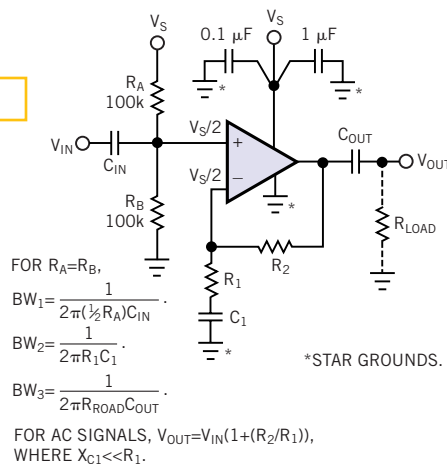 V_S
V_S
0.1 µF
1 µF
R_A
100k
*
*
C_OUT
V_IN
C_IN
V_S/2
+
V_OUT
V_S/2
−
*
R_B
100k
R_LOAD
R_2
R_1
C_1
*
*STAR GROUNDS.
FOR R_A=R_B,
BW_1=1/2π(½R_A)C_IN.
BW_2=1/2πR_1C_1.
BW_3=1/2πR_ROADC_OUT.
FOR AC SIGNALS, V_OUT=V_IN(1+(R_2/R_1)),
WHERE X_C1<<R_1.